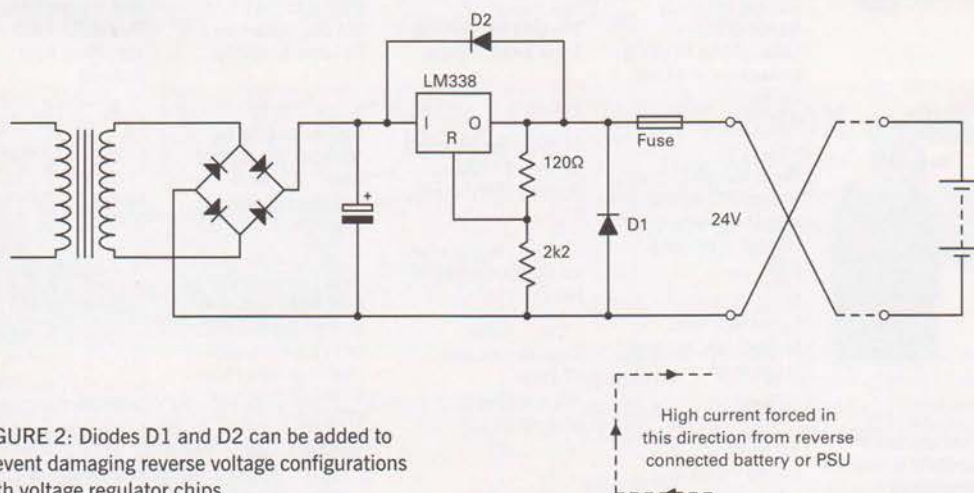 D2
LM338
I
O
R
120Ω
2k2
+
D1
Fuse
24V
High current forced in
this direction from reverse
connected battery or PSU
GURE 2: Diodes D1 and D2 can be added to
event damaging reverse voltage configurations
th voltage regulator chips